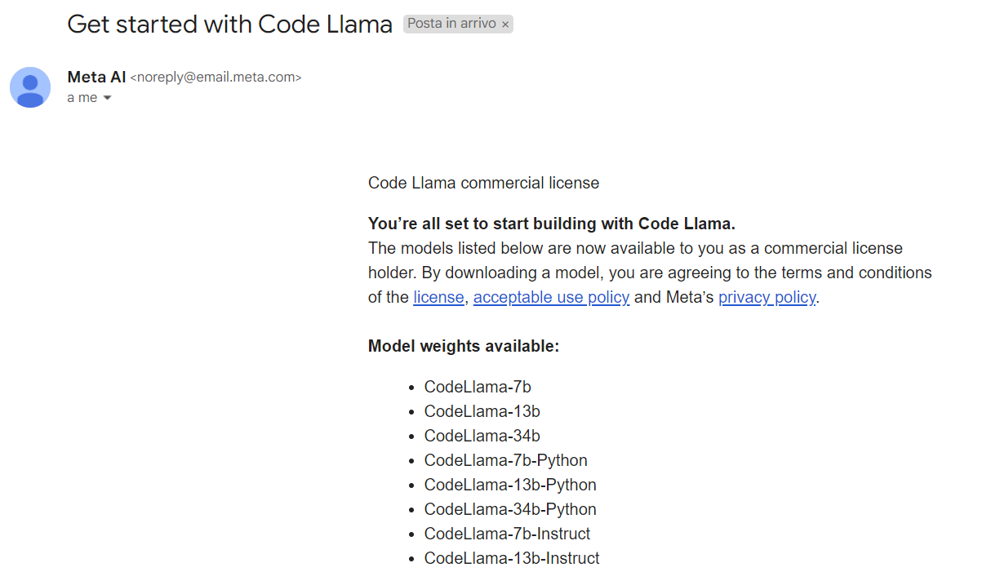 Get started with Code Llama Posta in arrivo ×
Meta AI <noreply@email.meta.com>
a me
Code Llama commercial license
You’re all set to start building with Code Llama.
The models listed below are now available to you as a commercial license
holder. By downloading a model, you are agreeing to the terms and conditions
of the license, acceptable use policy and Meta’s privacy policy.
Model weights available:
• CodeLlama-7b
• CodeLlama-13b
• CodeLlama-34b
• CodeLlama-7b-Python
• CodeLlama-13b-Python
• CodeLlama-34b-Python
• CodeLlama-7b-Instruct
• CodeLlama-13b-Instruct